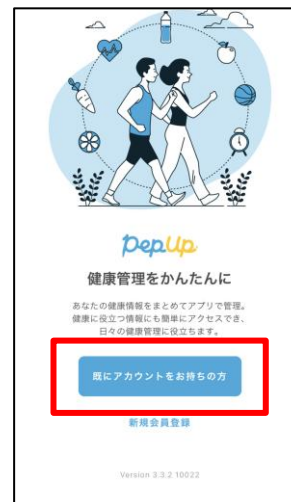 PepUp
健康管理をかんたんに
あなたの健康情報をまとめてアプリで管理。
健康に役立つ情報にも簡単にアクセスでき、
日々の健康管理に役立ちます。
既にアカウントをお持ちの方
新規会員登録
Version 3.3.2 10022